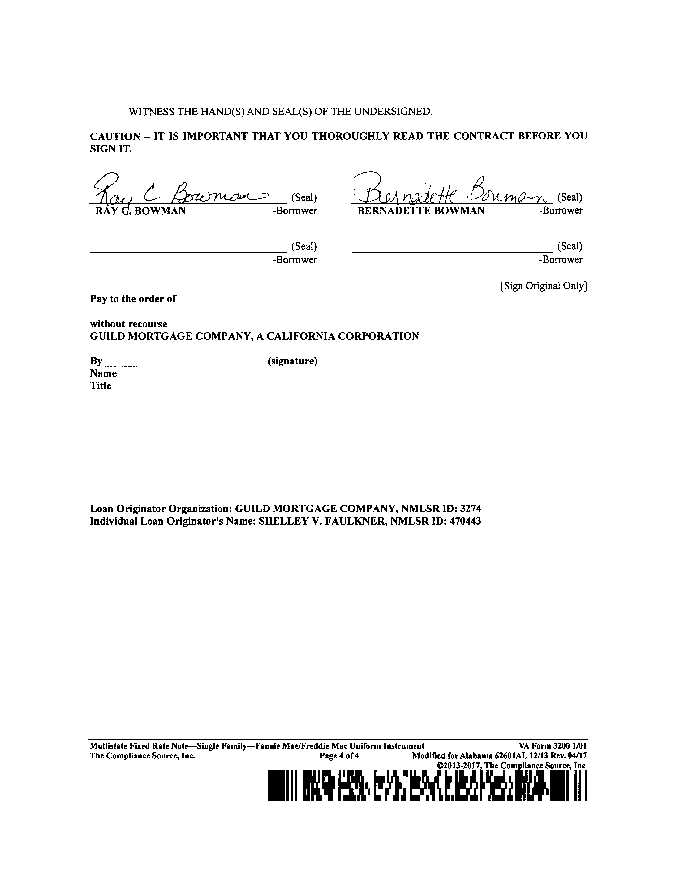 WITNESS THE HAND(S) AND SEAL(S) OF THE UNDERSIGNED.
CAUTION – IT IS IMPORTANT THAT YOU THOROUGHLY READ THE CONTRACT BEFORE YOU
SIGN IT.
Ray C. Bowman (Seal) Bernadette Bowman (Seal)
RAY C. BOWMAN -Borrower BERNADETTE BOWMAN -Borrower
(Seal) (Seal)
-Borrower -Borrower
[Sign Original Only]
Pay to the order of
without recourse
GUILD MORTGAGE COMPANY, A CALIFORNIA CORPORATION
By (signature)
Name
Title
Loan Originator Organization: GUILD MORTGAGE COMPANY, NMLSR ID: 3274
Individual Loan Originator's Name: SHELLEY V. FAULKNER, NMLSR ID: 470443
Multistate Fixed Rate Note—Single Family—Fannie Mae/Freddie Mac Uniform Instrument VA Form 3200 1/01
The Compliance Source, Inc. Page 4 of 4 Modified for Alabama 62601AL 12/13 Rev. 04/17
©2013-2017, The Compliance Source, Inc